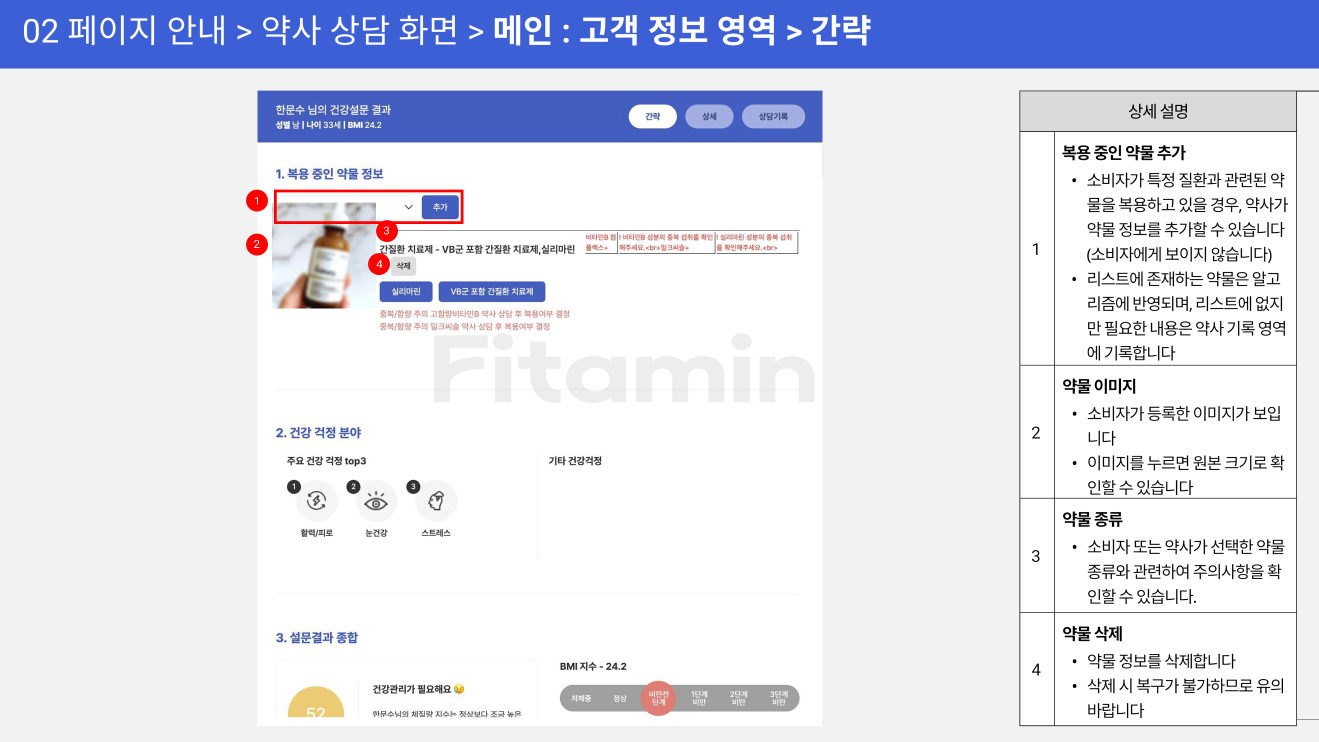 02 페이지 안내 > 약사 상담 화면 > 메인 : 고객 정보 영역 > 간략
한문수 님의 건강설문 결과
성별 남 | 나이 33세 | BMI 24.2
간략
상세
상담기록
1. 복용 중인 약물 정보
1
추가
2
3
간질환 치료제 - VB군 포함 간질환 치료제,실리마린
4
삭제
비타민B 컴플렉스+
! 비타민B 성분의 중복 섭취를 확인
해주세요.<br>밀크씨슬+
! 실리마린 성분의 중복 섭취
를 확인해주세요.<br>
실리마린
VB군 포함 간질환 치료제
중복/함량 주의 고함량비타민B 약사 상담 후 복용여부 결정
중복/함량 주의 밀크씨슬 약사 상담 후 복용여부 결정
Fitamin
2. 건강 걱정 분야
주요 건강 걱정 top3
기타 건강걱정
1
2
3
활력/피로
눈건강
스트레스
3. 설문결과 종합
52
건강관리가 필요해요 😥
한문수님의 체질량 지수는 정상보다 조금 높은
BMI 지수 - 24.2
저체중
정상
비만전
단계
1단계
비만
2단계
비만
3단계
비만
상세 설명
1
복용 중인 약물 추가
• 소비자가 특정 질환과 관련된 약
물을 복용하고 있을 경우, 약사가
약물 정보를 추가할 수 있습니다
(소비자에게 보이지 않습니다)
• 리스트에 존재하는 약물은 알고
리즘에 반영되며, 리스트에 없지
만 필요한 내용은 약사 기록 영역
에 기록합니다
2
약물 이미지
• 소비자가 등록한 이미지가 보입
니다
• 이미지를 누르면 원본 크기로 확
인할 수 있습니다
3
약물 종류
• 소비자 또는 약사가 선택한 약물
종류와 관련하여 주의사항을 확
인할 수 있습니다.
4
약물 삭제
• 약물 정보를 삭제합니다
• 삭제 시 복구가 불가하므로 유의
바랍니다